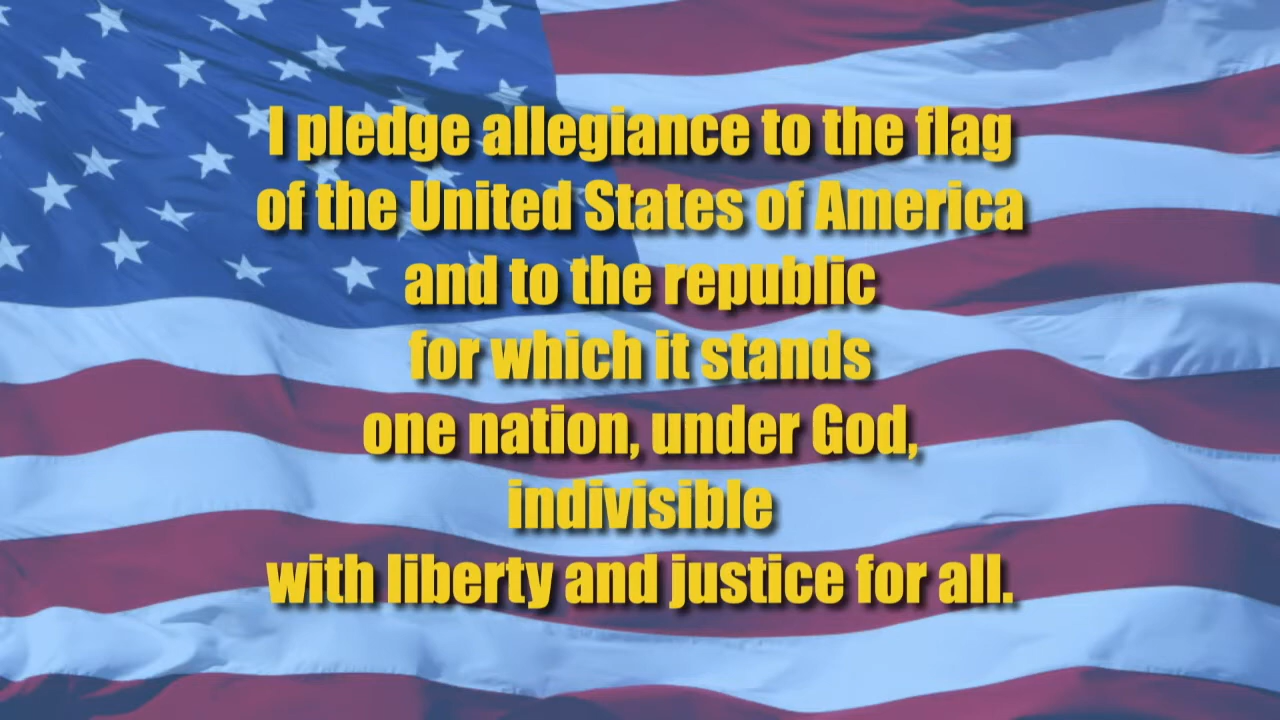 I pledge allegiance to the flag
of the United States of America
and to the republic
for which it stands
one nation, under God,
indivisible
with liberty and justice for all.